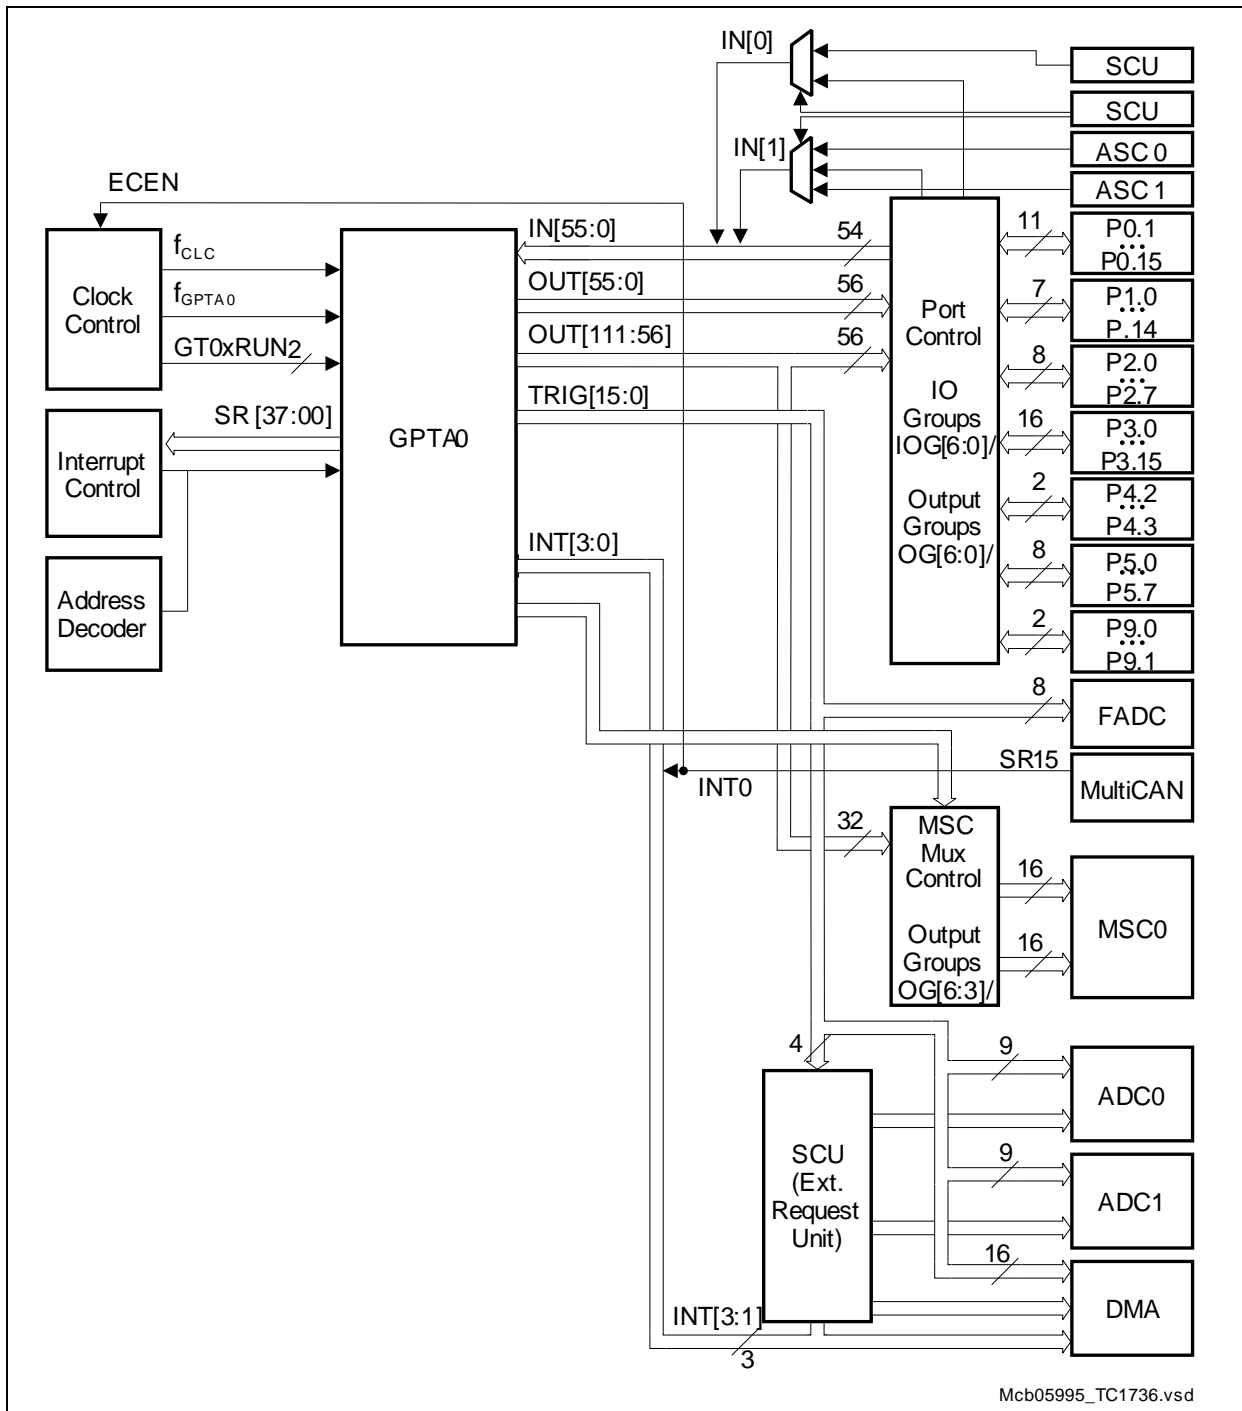 IN[0]
SCU
SCU
IN[1]
ASC0
ASC1
ECEN
Clock
Control
fCLC
fGPTA0
GT0xRUN
2
SR [37:00]
Interrupt
Control
Address
Decoder
GPTA0
IN[55:0]
54
OUT[55:0]
56
OUT[111:56]
56
TRIG[15:0]
INT[3:0]
Port
Control
IO
Groups
IOG[6:0]/
Output
Groups
OG[6:0]/
11
P0.1
...
P0.15
7
P1.0
...
P.14
8
P2.0
...
P2.7
16
P3.0
...
P3.15
2
P4.2
...
P4.3
8
P5.0
...
P5.7
2
P9.0
...
P9.1
8
FADC
SR15
MultiCAN
INT0
32
MSC
Mux
Control
Output
Groups
OG[6:3]/
16
16
MSC0
4
SCU
(Ext.
Request
Unit)
9
ADC0
9
ADC1
16
DMA
INT[3:1]
3
Mcb05995_TC1736.vsd